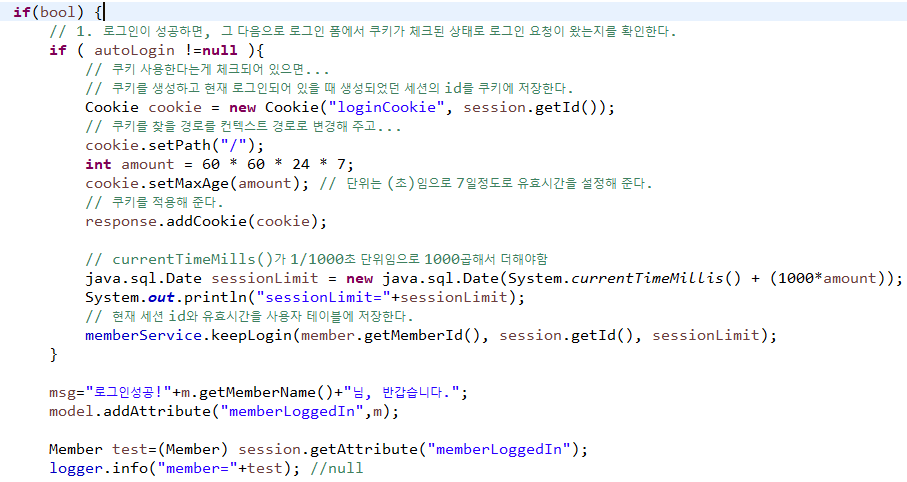 if(bool) {
// 1. 로그인이 성공하면, 그 다음으로 로그인 폼에서 쿠키가 체크된 상태로 로그인 요청이 왔는지를 확인한다.
if ( autoLogin !=null ){
// 쿠키 사용한다는게 체크되어 있으면...
// 쿠키를 생성하고 현재 로그인되어 있을 때 생성되었던 세션의 id를 쿠키에 저장한다.
Cookie cookie = new Cookie("loginCookie", session.getId());
// 쿠키를 찾을 경로를 컨텍스트 경로로 변경해 주고...
cookie.setPath("/");
int amount = 60 * 60 * 24 * 7;
cookie.setMaxAge(amount); // 단위는 (초)임으로 7일정도로 유효시간을 설정해 준다.
// 쿠키를 적용해 준다.
response.addCookie(cookie);
// currentTimeMills()가 1/1000초 단위임으로 1000곱해서 더해야함
java.sql.Date sessionLimit = new java.sql.Date(System.currentTimeMillis() + (1000*amount));
System.out.println("sessionLimit="+sessionLimit);
// 현재 세션 id와 유효시간을 사용자 테이블에 저장한다.
memberService.keepLogin(member.getMemberId(), session.getId(), sessionLimit);
}
msg="로그인성공!"+m.getMemberName()+"님, 반갑습니다.";
model.addAttribute("memberLoggedIn",m);
Member test=(Member) session.getAttribute("memberLoggedIn");
logger.info("member="+test); //null